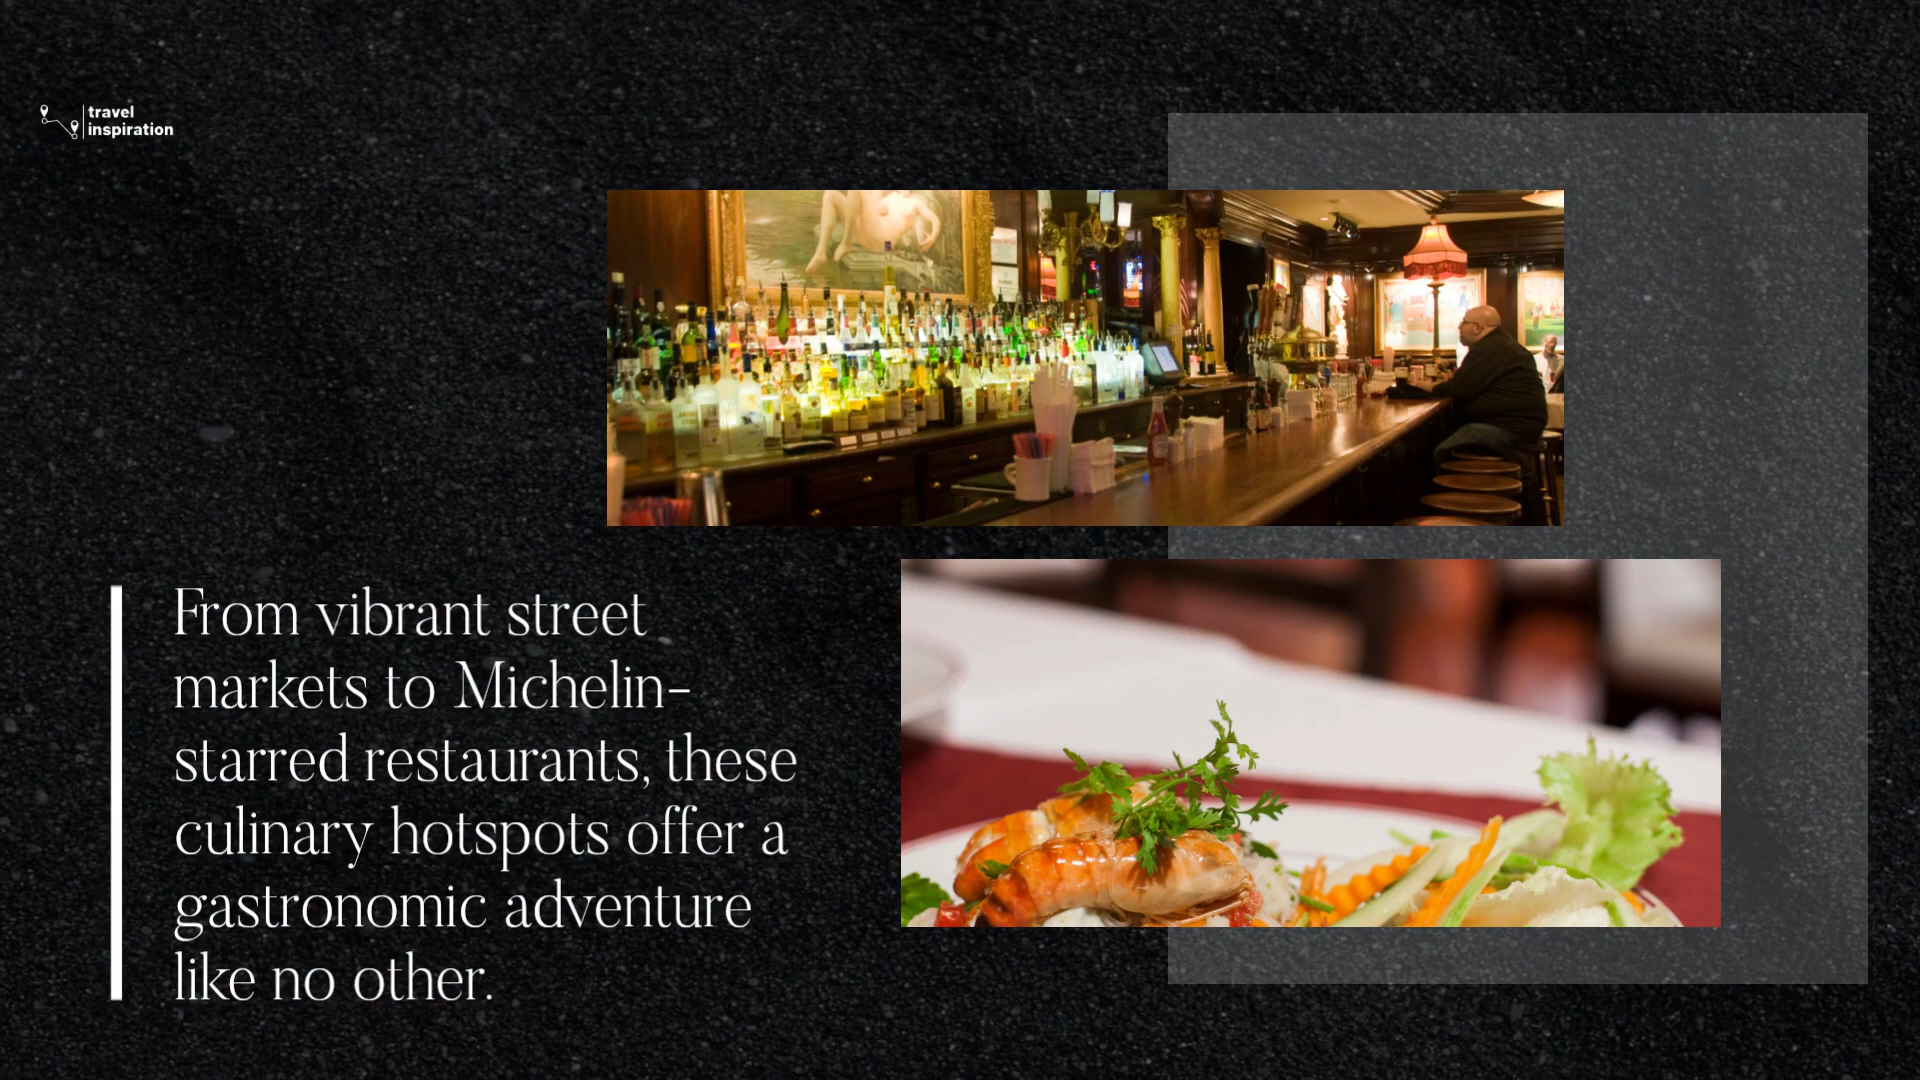 travel
inspiration
From vibrant street
markets to Michelin-
starred restaurants, these
culinary hotspots offer a
gastronomic adventure
like no other.